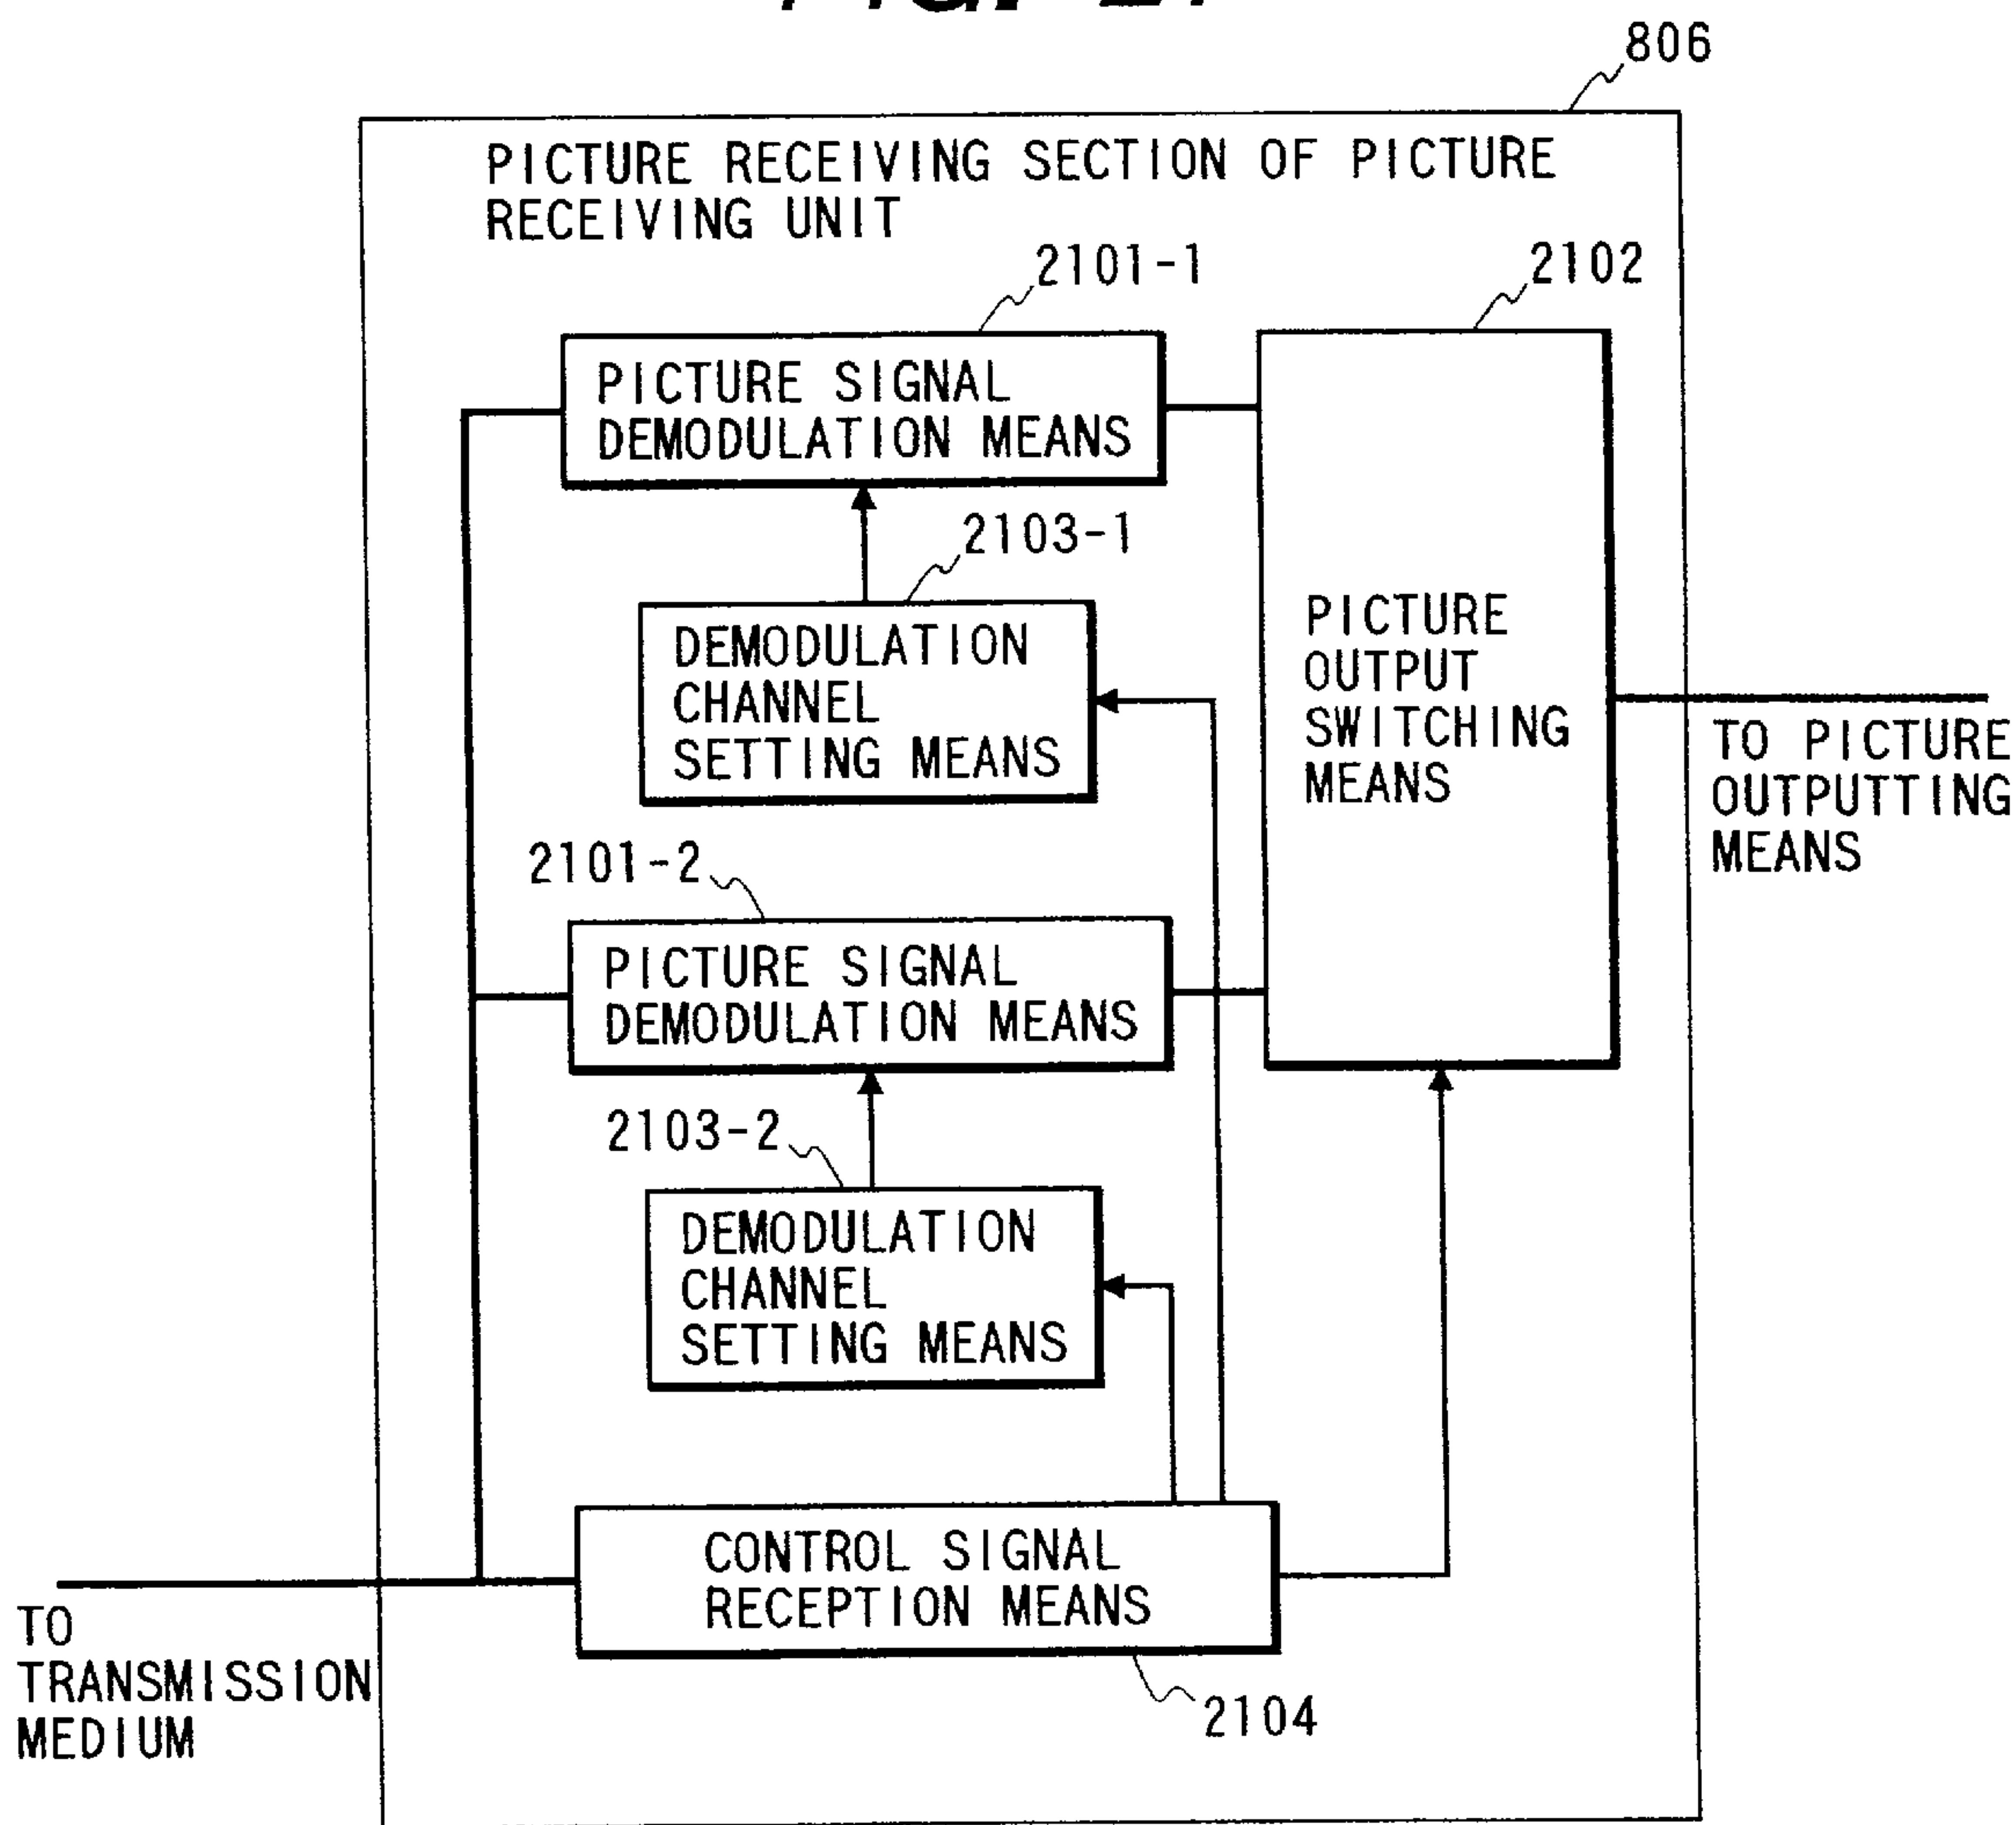 806
PICTURE RECEIVING SECTION OF PICTURE
RECEIVING UNIT
2101-1
2102
PICTURE SIGNAL
DEMODULATION MEANS
2103-1
DEMODULATION
CHANNEL
SETTING MEANS
PICTURE
OUTPUT
SWITCHING
MEANS
TO PICTURE
OUTPUTTING
MEANS
2101-2
PICTURE SIGNAL
DEMODULATION MEANS
2103-2
DEMODULATION
CHANNEL
SETTING MEANS
CONTROL SIGNAL
RECEPTION MEANS
TO
TRANSMISSION
MEDIUM
2104